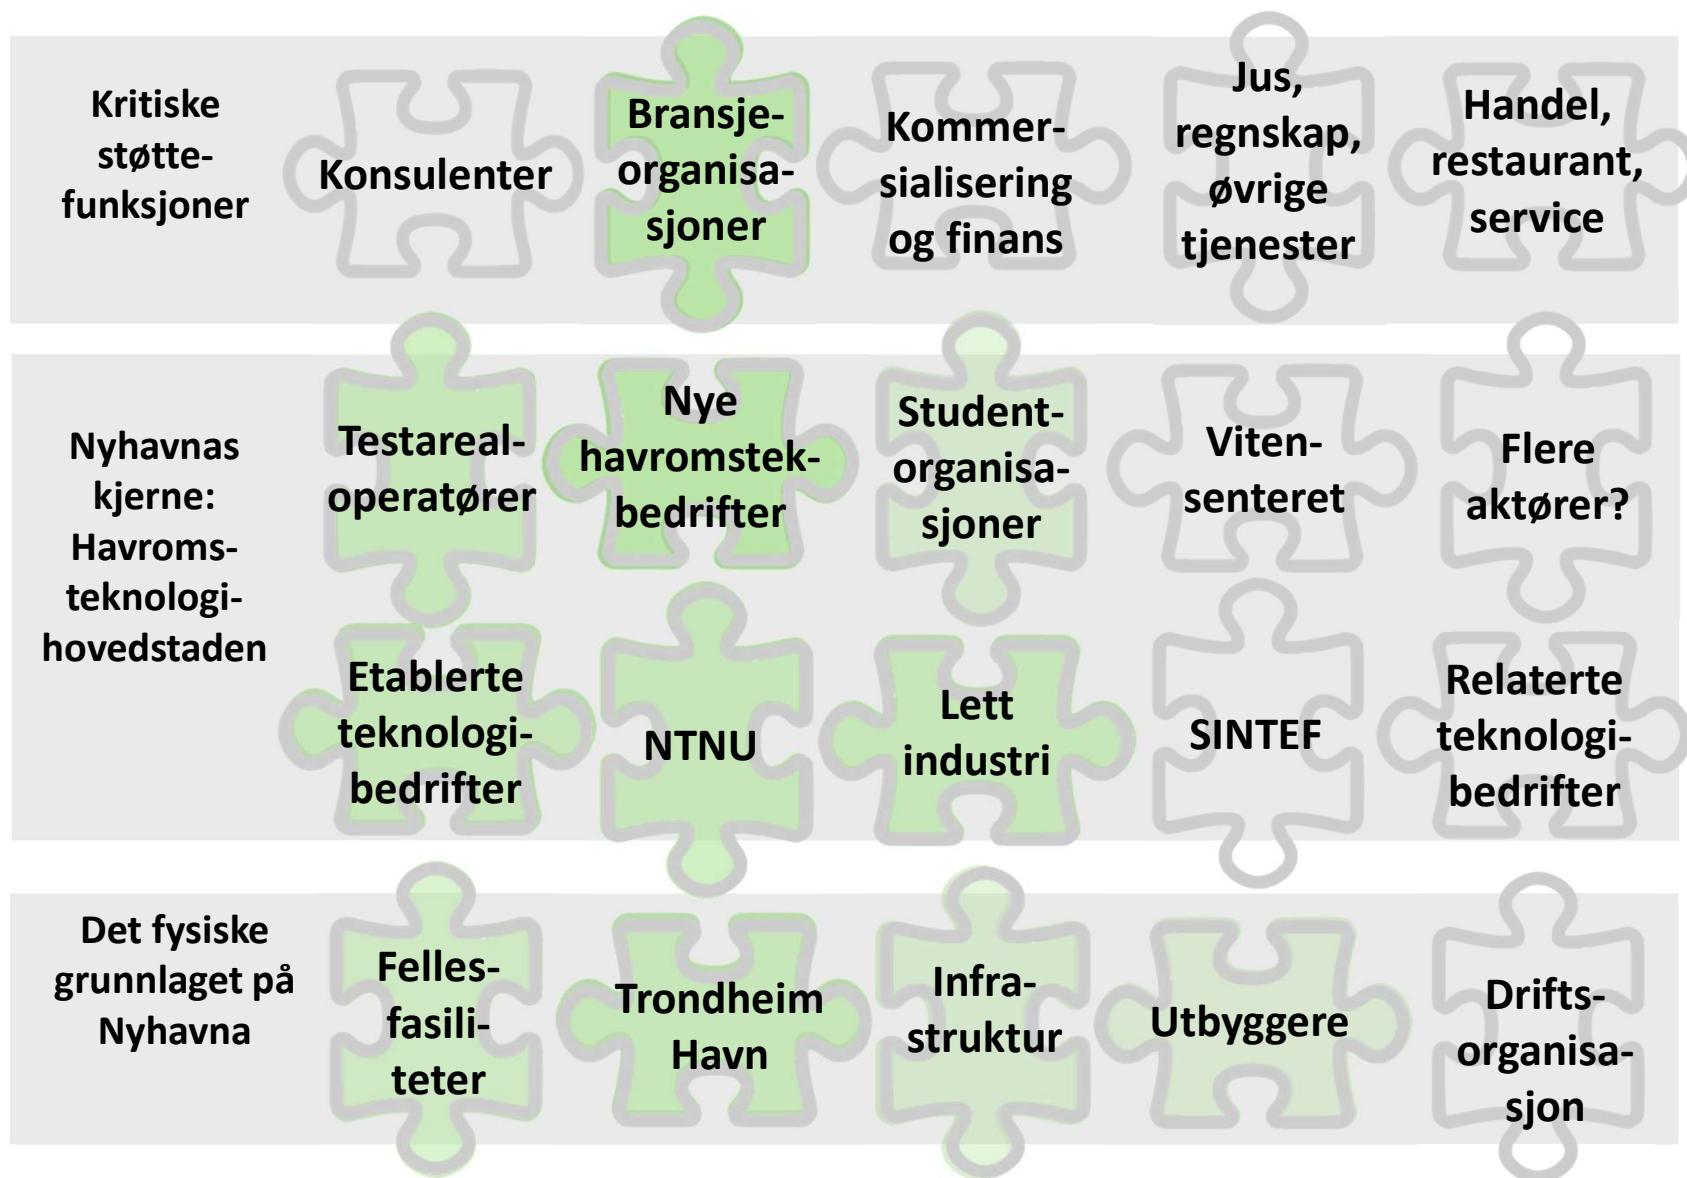 Kritiske
støtte-
funksjoner
Konsulenter
Bransje-
organisa-
sjoner
Kommer-
sialisering
og finans
Jus,
regnskap,
øvrige
tjenester
Handel,
restaurant,
service
Nyhavnas
kjerne:
Havroms-
teknologi-
hovedstaden
Testareal-
operatører
Nye
havromstek-
bedrifter
Student-
organisa-
sjoner
Viten-
senteret
Flere
aktører?
Etablerte
teknologi-
bedrifter
NTNU
Lett
industri
SINTEF
Relaterte
teknologi-
bedrifter
Det fysiske
grunnlaget på
Nyhavna
Felles-
fasili-
teter
Trondheim
Havn
Infra-
struktur
Utbyggere
Drifts-
organisa-
sjon